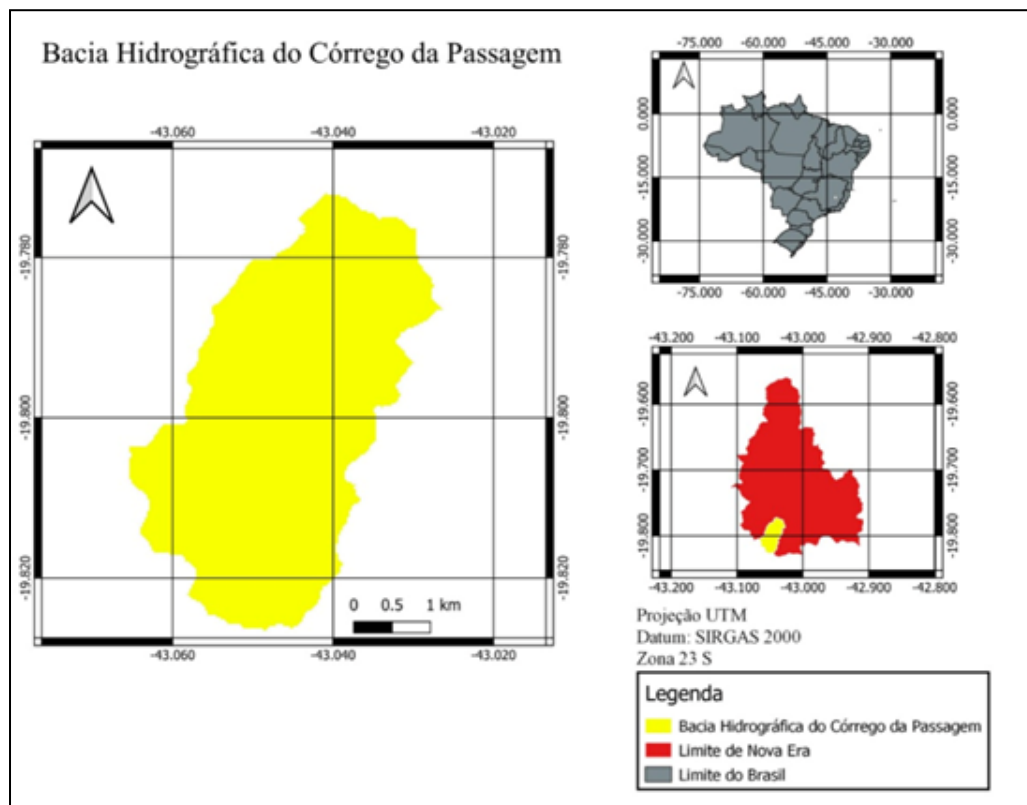 Bacia Hidrográfica do Córrego da Passagem
-43.060 -43.040 -43.020
-19.780 -19.780
-19.800 -19.800
-19.820 -19.820
0 0.5 1 km
-43.060 -43.040 -43.020
-75.000 -60.000 -45.000 -30.000
0.000 0.000
-15.000 -15.000
-30.000 -30.000
-75.000 -60.000 -45.000 -30.000
-43.200 -43.100 -43.000 -42.900 -42.800
-19.600 -19.600
-19.700 -19.700
-19.800 -19.800
-43.200 -43.100 -43.000 -42.900 -42.800
Projeção UTM
Datum: SIRGAS 2000
Zona 23 S
Legenda
Bacia Hidrográfica do Córrego da Passagem
Limite de Nova Era
Limite do Brasil